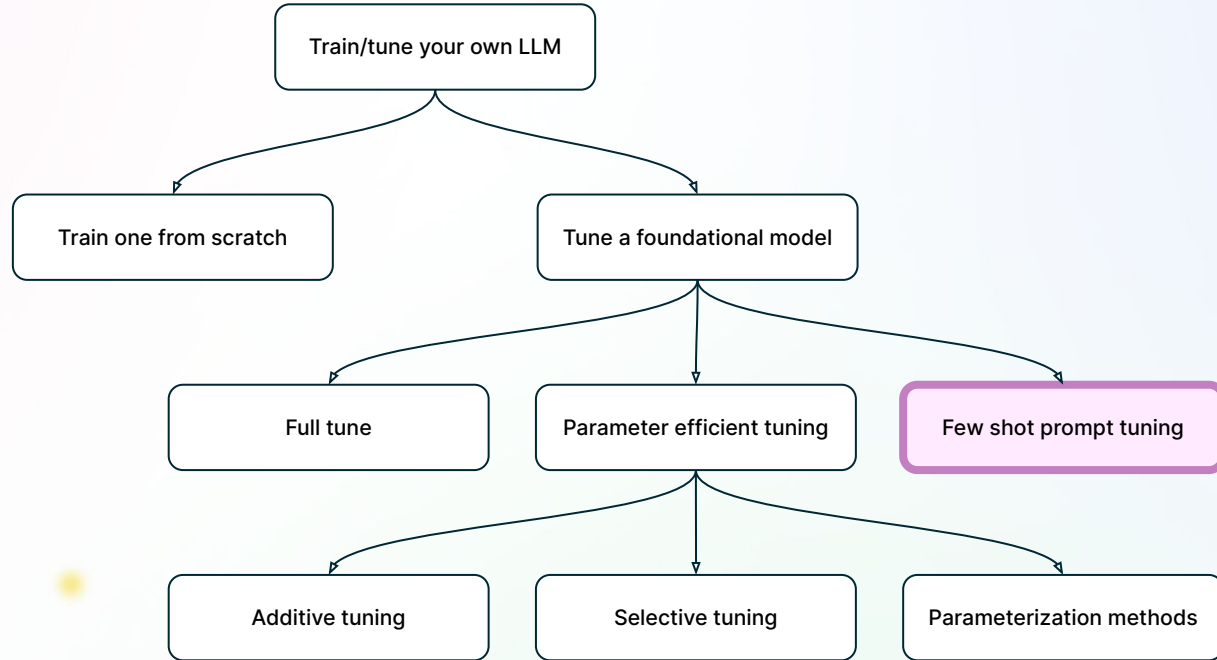 Train/tune your own LLM
Train one from scratch
Tune a foundational model
Full tune
Parameter efficient tuning
Few shot prompt tuning
Additive tuning
Selective tuning
Parameterization methods